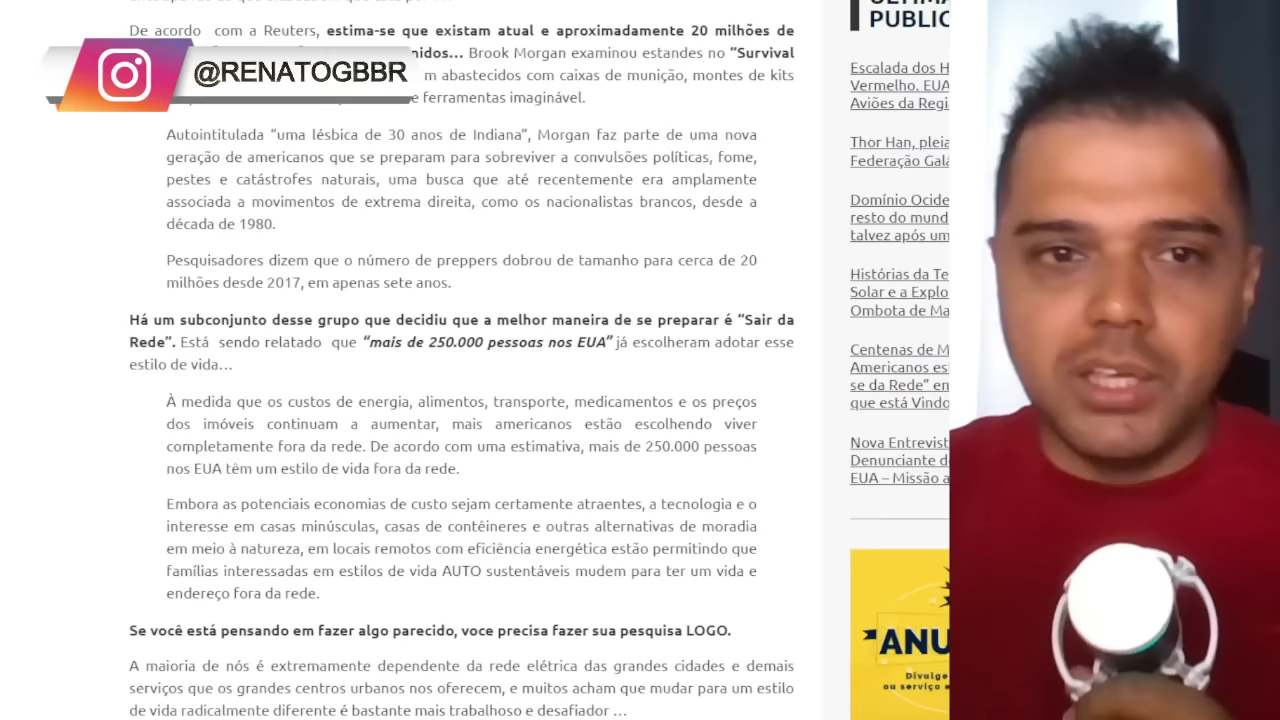 De acordo com a Reuters, estima-se que existam atual e aproximadamente 20 milhões de
nidos… Brook Morgan examinou estandes no “Survival
m abastecidos com caixas de munição, montes de kits
e ferramentas imaginável.
@RENATOGBBR
Autointitulada “uma lésbica de 30 anos de Indiana”, Morgan faz parte de uma nova
geração de americanos que se preparam para sobreviver a convulsões políticas, fome,
pestes e catástrofes naturais, uma busca que até recentemente era amplamente
associada à movimentos de extrema direita, como os nacionalistas brancos, desde a
década de 1980.
Pesquisadores dizem que o número de preppers dobrou de tamanho para cerca de 20
milhões desde 2017, em apenas sete anos.
Há um subconjunto desse grupo que decidiu que a melhor maneira de se preparar é “Sair da
Rede”. Está sendo relatado que “mais de 250.000 pessoas nos EUA” já escolheram adotar esse
estilo de vida…
À medida que os custos de energia, alimentos, transporte, medicamentos e os preços
dos imóveis continuam a aumentar, mais americanos estão escolhendo viver
completamente fora da rede. De acordo com uma estimativa, mais de 250.000 pessoas
nos EUA têm um estilo de vida fora da rede.
Embora as potenciais economias de custo sejam certamente atraentes, a tecnologia e o
interesse em casas minúsculas, casas de contêineres e outras alternativas de moradia
em meio à natureza, em locais remotos com eficiência energética estão permitindo que
famílias interessadas em estilos de vida AUTO sustentáveis mudem para ter um vida e
endereço fora da rede.
Se você está pensando em fazer algo parecido, voce precisa fazer sua pesquisa LOGO.
A maioria de nós é extremamente dependente da rede elétrica das grandes cidades e demais
serviços que os grandes centros urbanos nos oferecem, e muitos acham que mudar para um estilo
de vida radicalmente diferente é bastante mais trabalhoso e desafiador …
PUBLIC
Escalada dos H
Vermelho. EUA
Aviões da Regi
Thor Han, pleia
Federação Galá
Domínio Ocide
resto do mund
talvez após um
Histórias da Te
Solar e a Explo
Ombota de Ma
Centenas de M
Americanos es
se da Rede” en
que está Vindo
Nova Entrevist
Denunciante d
EUA – Missão a
ANU
Divulge
ou serviço e